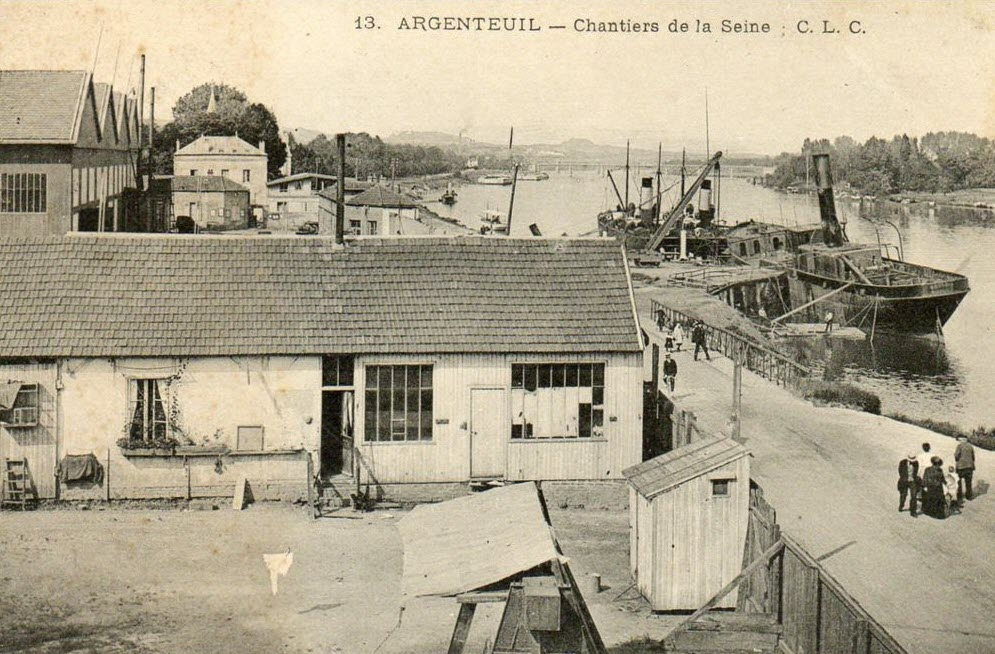 13. ARGENTEUIL — Chantiers de la Seine ; C. L. C.